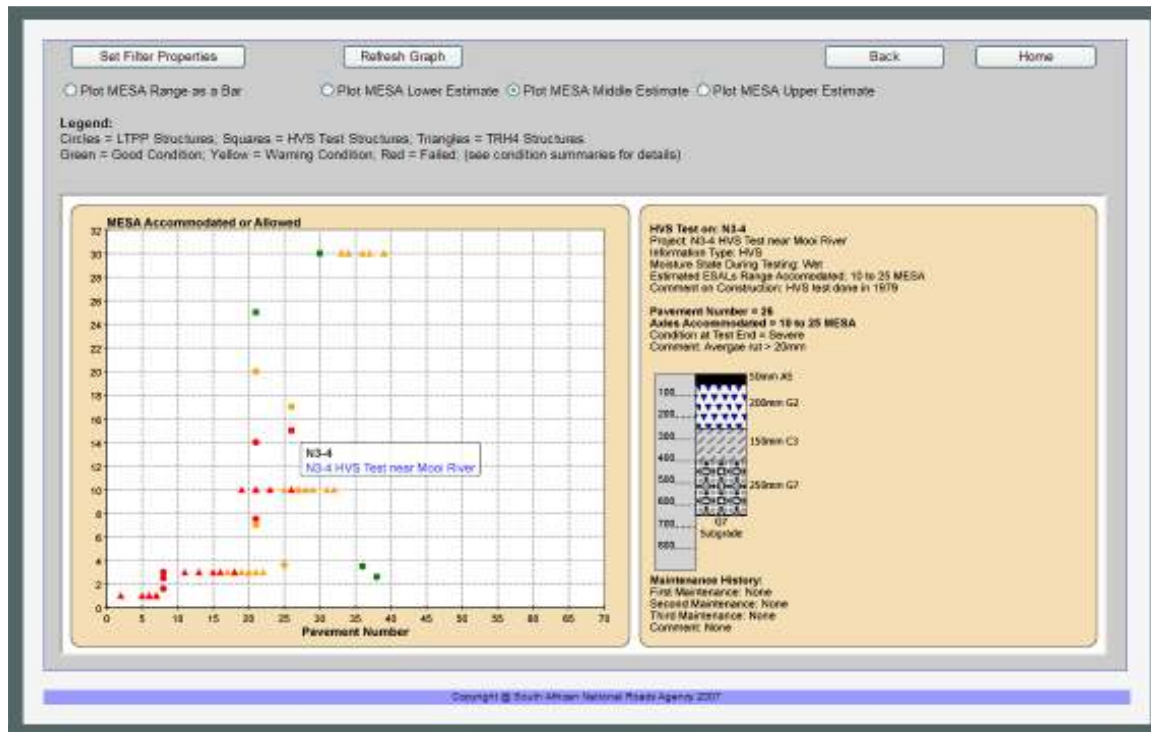 Set Filter Properties
Refresh Graph
Back
Home
Plot MESA Range as a Bar
Plot MESA Lower Estimate
Plot MESA Middle Estimate
Plot MESA Upper Estimate
Legend:
Circles = LTPP Structures; Squares = HVS Test Structures; Triangles = TRH4 Structures
Green = Good Condition; Yellow = Warning Condition; Red = Failed; (see condition summaries for details)
MESA Accommodated or Allowed
32
30
28
26
24
22
20
18
16
14
12
10
8
6
4
2
0
0 5 10 15 20 25 30 35 40 45 50 55 60 65 70
Pavement Number
N3-4
N3-4 HVS Test near Mooi River
HVS Test on: N3-4
Project: N3-4 HVS Test near Mooi River
Information Type: HVS
Moisture State During Testing: Wet
Estimated ESALs Range Accomodated: 10 to 25 MESA
Comment on Construction: HVS test done in 1979
Pavement Number = 26
Axles Accommodated = 10 to 25 MESA
Condition at Test End = Severe
Comment: Avergae rut > 20mm
50mm AS
100
200mm G2
200
300
150mm C3
400
500
250mm G7
600
G7
700
Subgrade
800
Maintenance History:
First Maintenance: None
Second Maintenance: None
Third Maintenance: None
Comment: None
Copyright @ South African National Roads Agency 2007